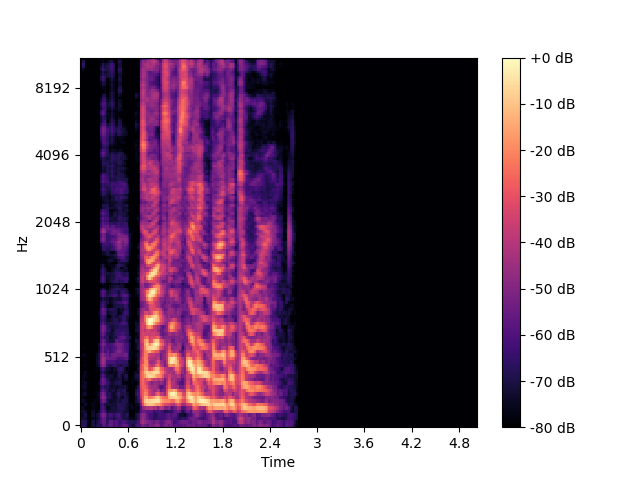 +0 dB
8192
-10 dB
4096
-20 dB
-30 dB
2048
Hz
-40 dB
1024
-50 dB
-60 dB
512
-70 dB
0
-80 dB
0 0.6 1.2 1.8 2.4 3 3.6 4.2 4.8
Time